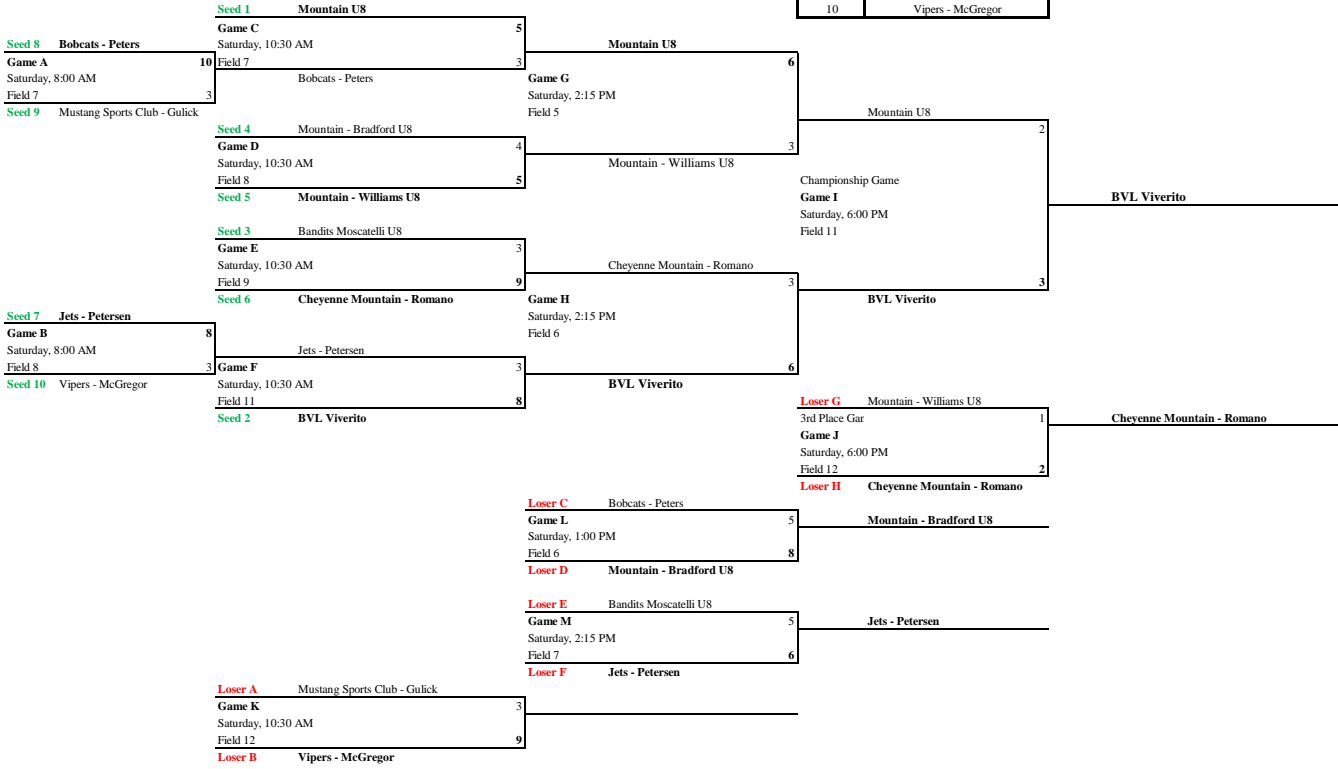 Seed 1 Mountain U8
10 Vipers - McGregor
Game C 5
Seed 8 Bobcats - Peters
Saturday, 10:30 AM
Mountain U8
Game A 10
Field 7 3
6
Saturday, 8:00 AM
Bobcats - Peters
Game G
Field 7 3
Saturday, 2:15 PM
Seed 9 Mustang Sports Club - Gulick
Field 5
Mountain U8
Seed 4 Mountain - Bradford U8
2
Game D 4
3
Saturday, 10:30 AM
Mountain - Williams U8
Field 8 5
Championship Game
Seed 5 Mountain - Williams U8
Game I
BVL Viverito
Saturday, 6:00 PM
Seed 3 Bandits Moscatelli U8
Field 11
Game E 3
Saturday, 10:30 AM
Cheyenne Mountain - Romano
Field 9 9
3
3
Seed 6 Cheyenne Mountain - Romano
Game H
BVL Viverito
Seed 7 Jets - Petersen
Saturday, 2:15 PM
Game B 8
Field 6
Saturday, 8:00 AM
Jets - Petersen
Field 8 3
Game F 3
6
Seed 10 Vipers - McGregor
Saturday, 10:30 AM
BVL Viverito
Field 11 8
Loser G Mountain - Williams U8
Seed 2 BVL Viverito
3rd Place Gar 1
Cheyenne Mountain - Romano
Game J
Saturday, 6:00 PM
Field 12 2
Loser H Cheyenne Mountain - Romano
Loser C Bobcats - Peters
Game L 5
Mountain - Bradford U8
Saturday, 1:00 PM
Field 6 8
Loser D Mountain - Bradford U8
Loser E Bandits Moscatelli U8
Game M 5
Jets - Petersen
Saturday, 2:15 PM
Field 7 6
Loser F Jets - Petersen
Loser A Mustang Sports Club - Gulick
Game K 3
Saturday, 10:30 AM
Field 12 9
Loser B Vipers - McGregor